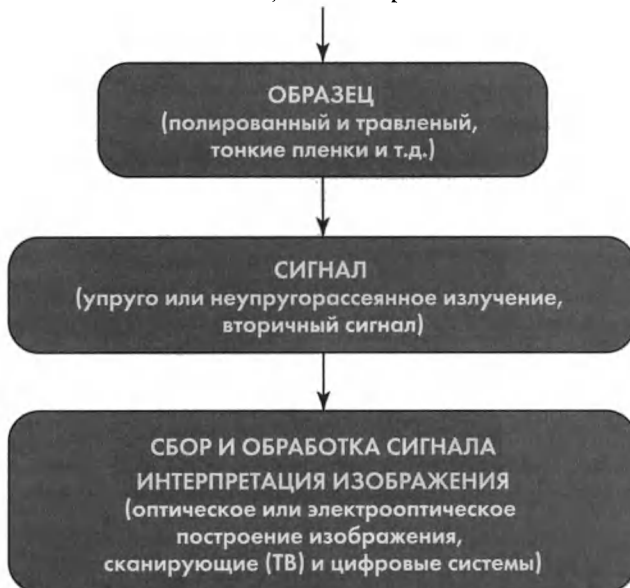 ОБРАЗЕЦ
(полированный и травленый,
тонкие пленки и т.д.)
СИГНАЛ
(упруго или неупругорассеянное излучение,
вторичный сигнал)
СБОР И ОБРАБОТКА СИГНАЛА
ИНТЕРПРЕТАЦИЯ ИЗОБРАЖЕНИЯ
(оптическое или электрооптическое
построение изображения,
сканирующие (ТВ) и цифровые системы)